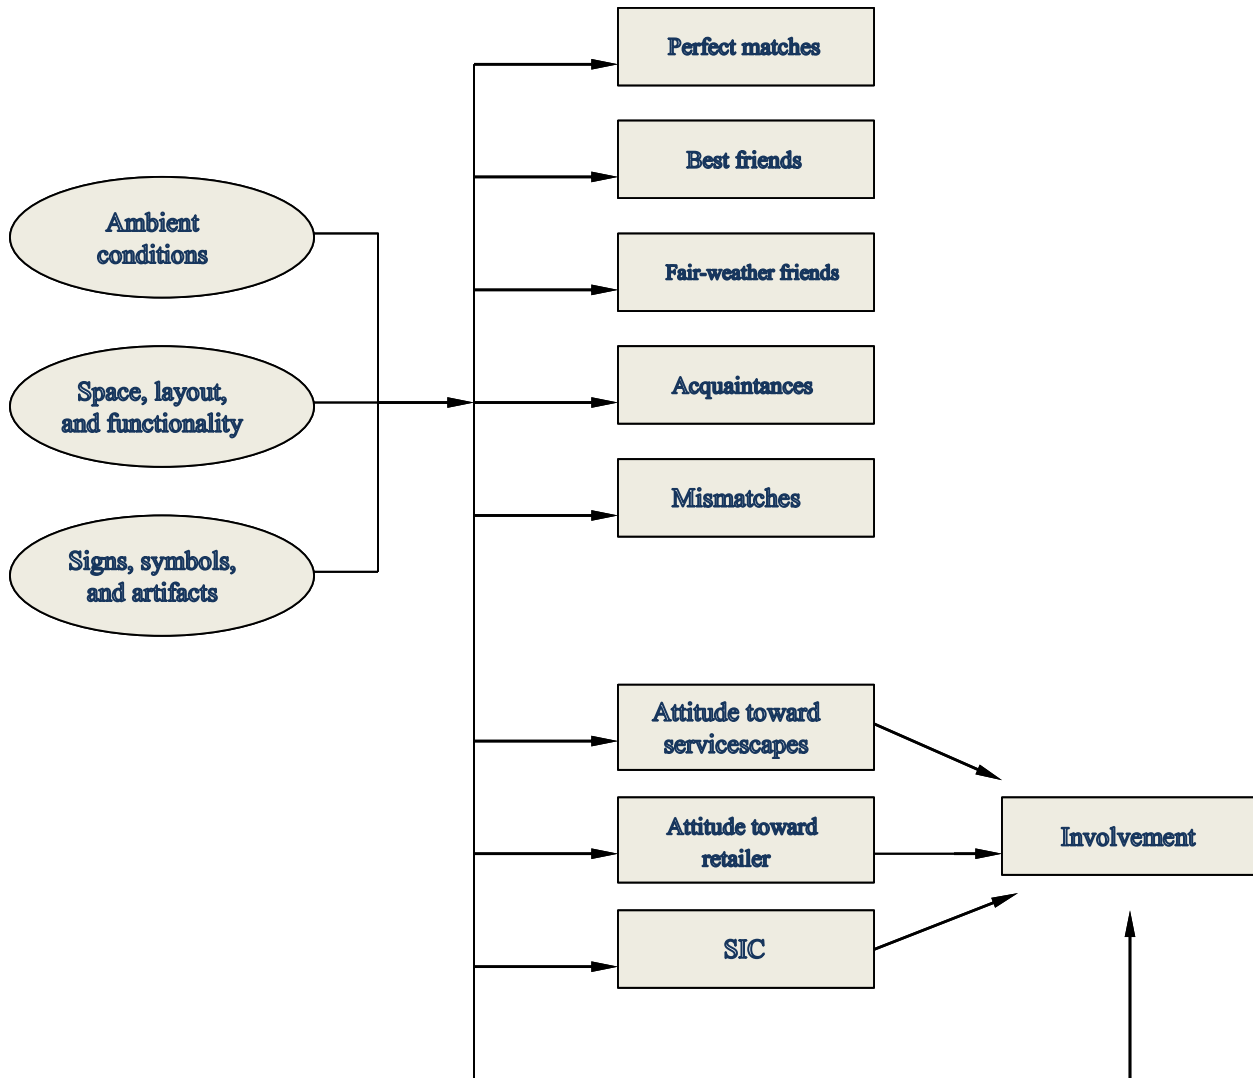 Perfect matches
Best friends
Ambient
conditions
Fair-weather friends
Space, layout,
and functionality
Acquaintances
Mismatches
Signs, symbols,
and artifacts
Attitude toward
servicescapes
Attitude toward
retailer
Involvement
SIC